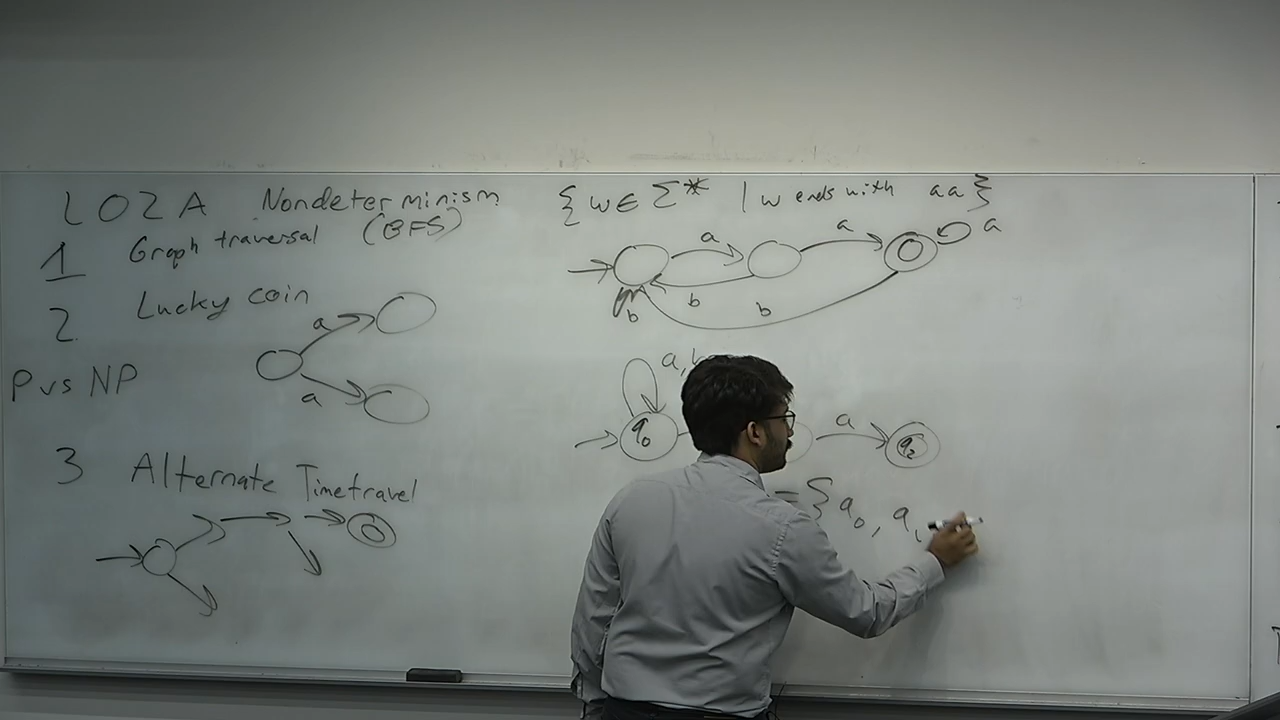 LO2A Nondeterminism
(BFS)
1 Graph traversal
2. Lucky coin
a
a
P vs NP
3 Alternate Timetravel
{w ∈ Σ* | w ends with aa}
a a a
b b b
a,
q0 a q2
= {q0, q1